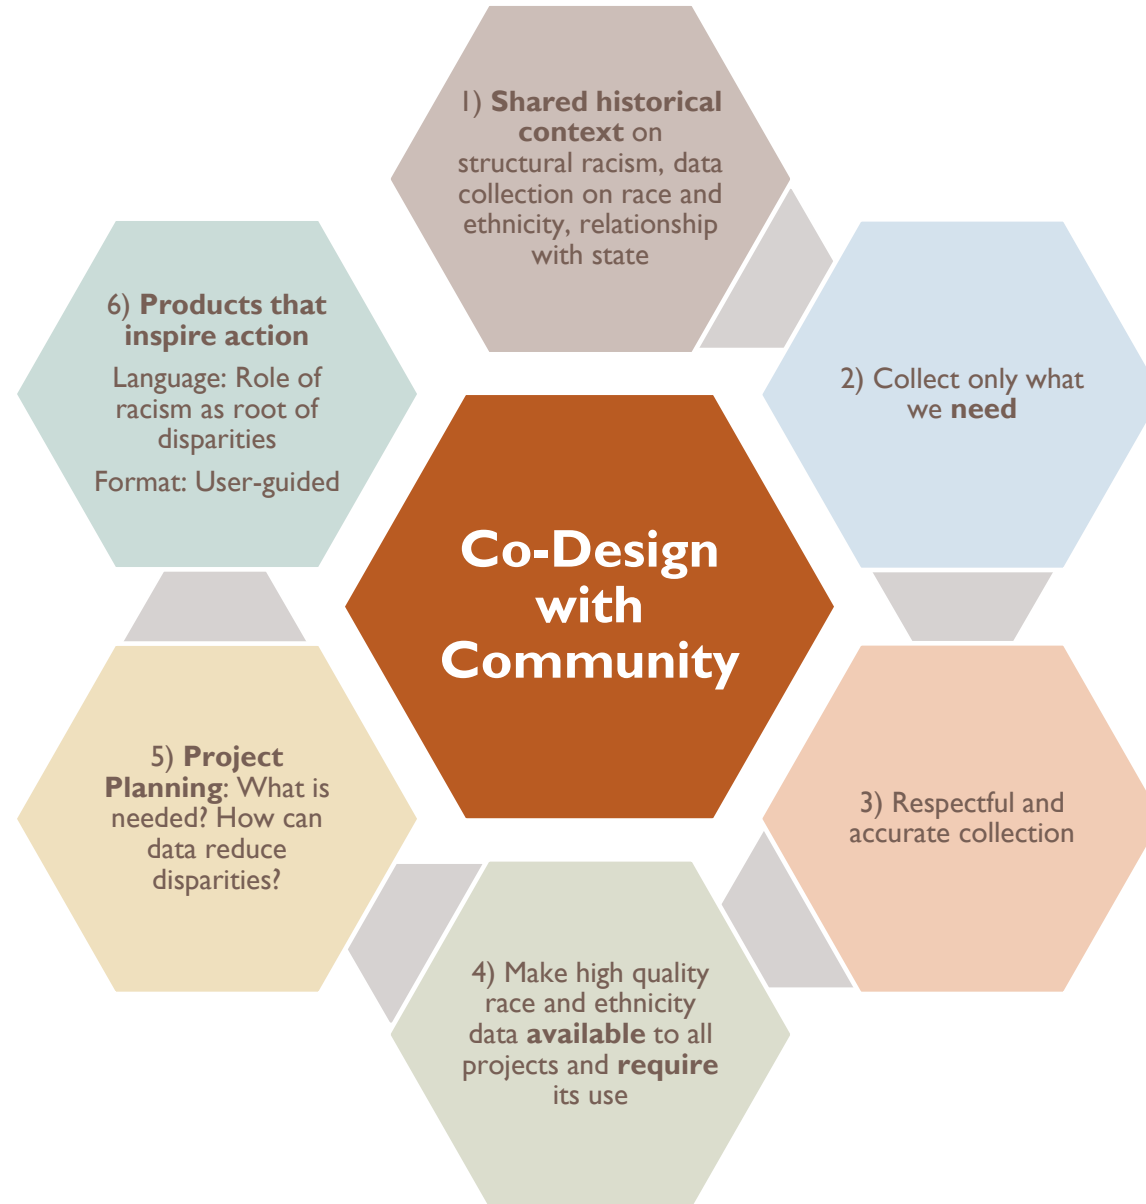 1) Shared historical
context on
structural racism, data
collection on race and
ethnicity, relationship
with state
2) Collect only what
we need
3) Respectful and
accurate collection
4) Make high quality
race and ethnicity
data available to all
projects and require
its use
5) Project
Planning: What is
needed? How can
data reduce
disparities?
6) Products that
inspire action
Language: Role of
racism as root of
disparities
Format: User-guided
Co-Design
with
Community